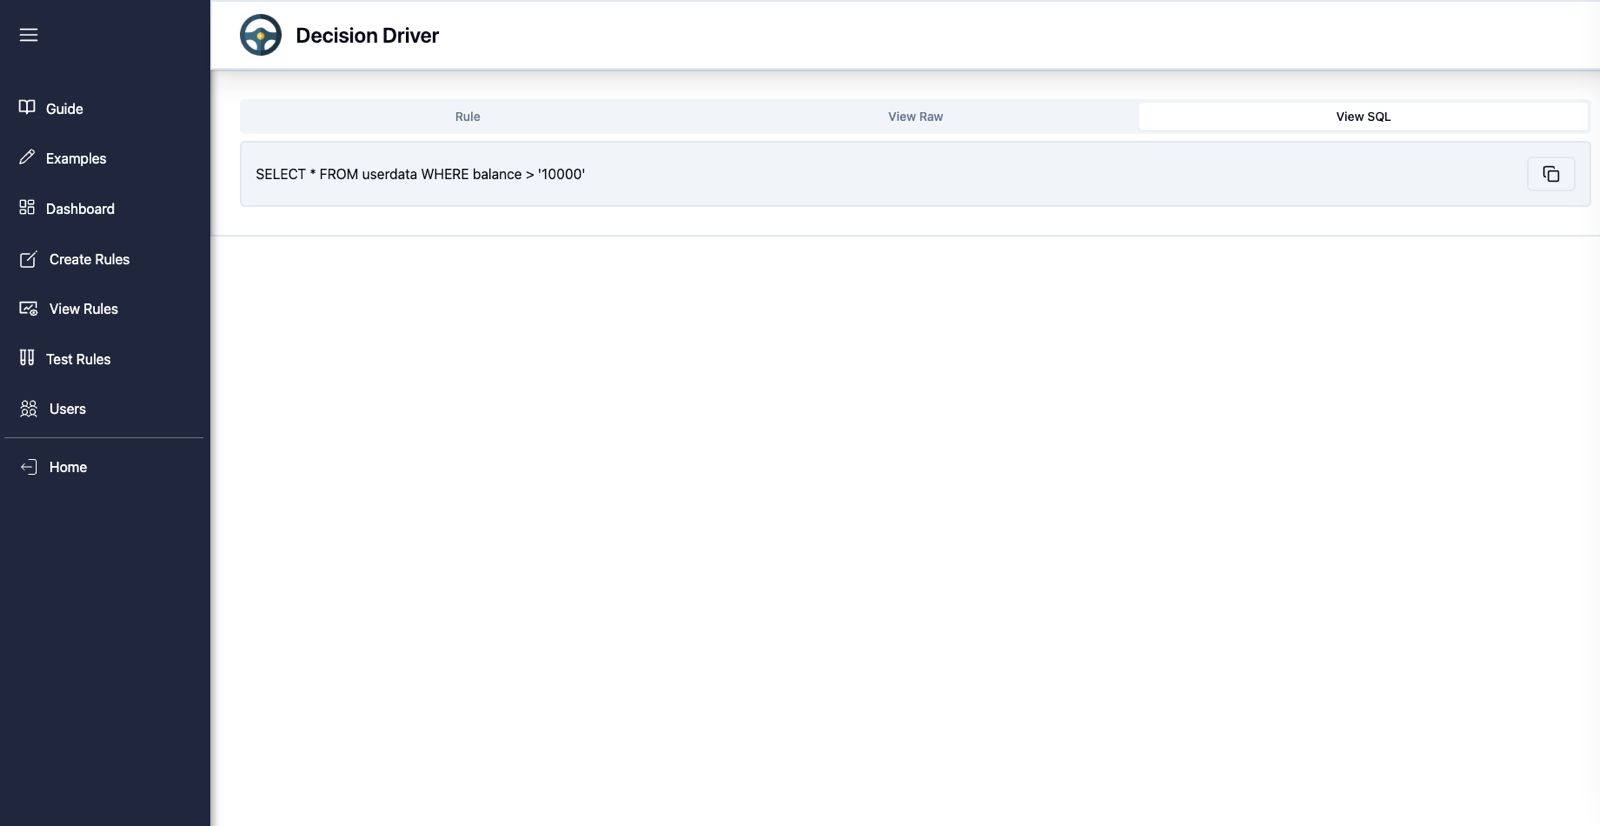 Decision Driver
Guide
Examples
Dashboard
Create Rules
View Rules
Test Rules
Users
Home
Rule
View Raw
View SQL
SELECT * FROM userdata WHERE balance > '10000'